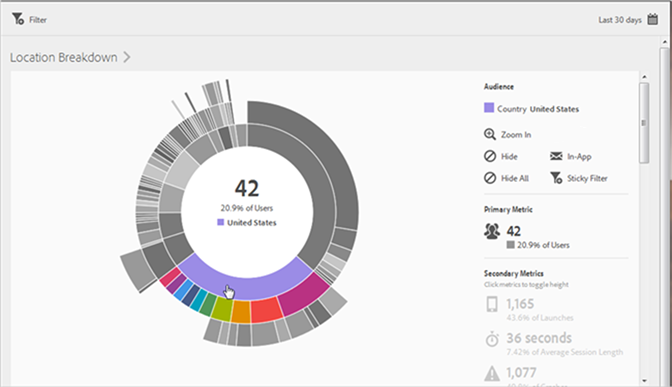 Filter
Last 30 days
Location Breakdown
42
20.9% of Users
United States
Audience
Country United States
Zoom In
Hide
In-App
Hide All
Sticky Filter
Primary Metric
42
20.9% of Users
Secondary Metrics
Click metrics to toggle height
1,165
43.6% of Launches
36 seconds
7.42% of Average Session Length
1,077